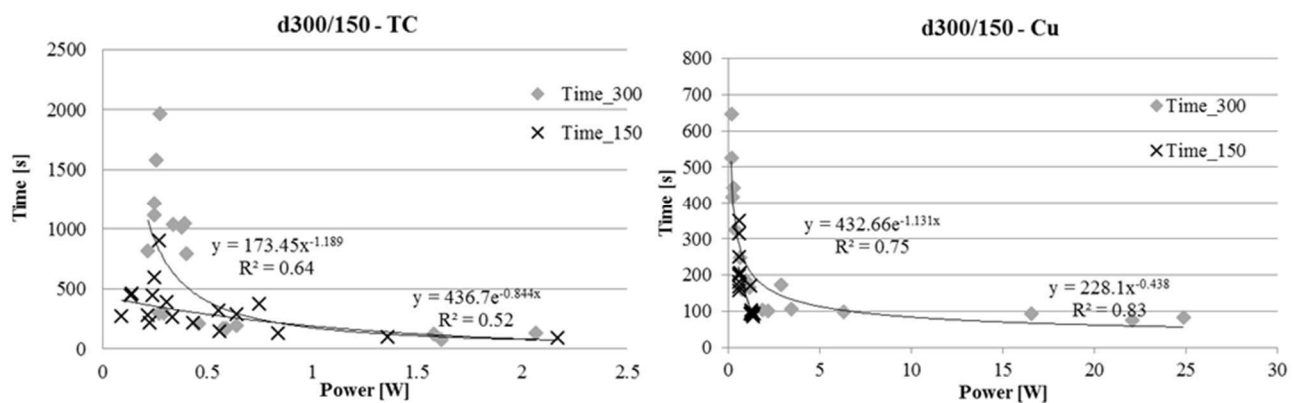 d300/150 - TC
2500
2000
1500
1000
500
0
Time [s]
0
0.5
1
1.5
2
2.5
Power [W]
Time_300
Time_150
y = 173.45x^-1.189
R² = 0.64
y = 436.7e^-0.844x
R² = 0.52
d300/150 - Cu
800
700
600
500
400
300
200
100
0
Time [s]
0
5
10
15
20
25
30
Power [W]
Time_300
Time_150
y = 432.66e^-1.131x
R² = 0.75
y = 228.1x^-0.438
R² = 0.83